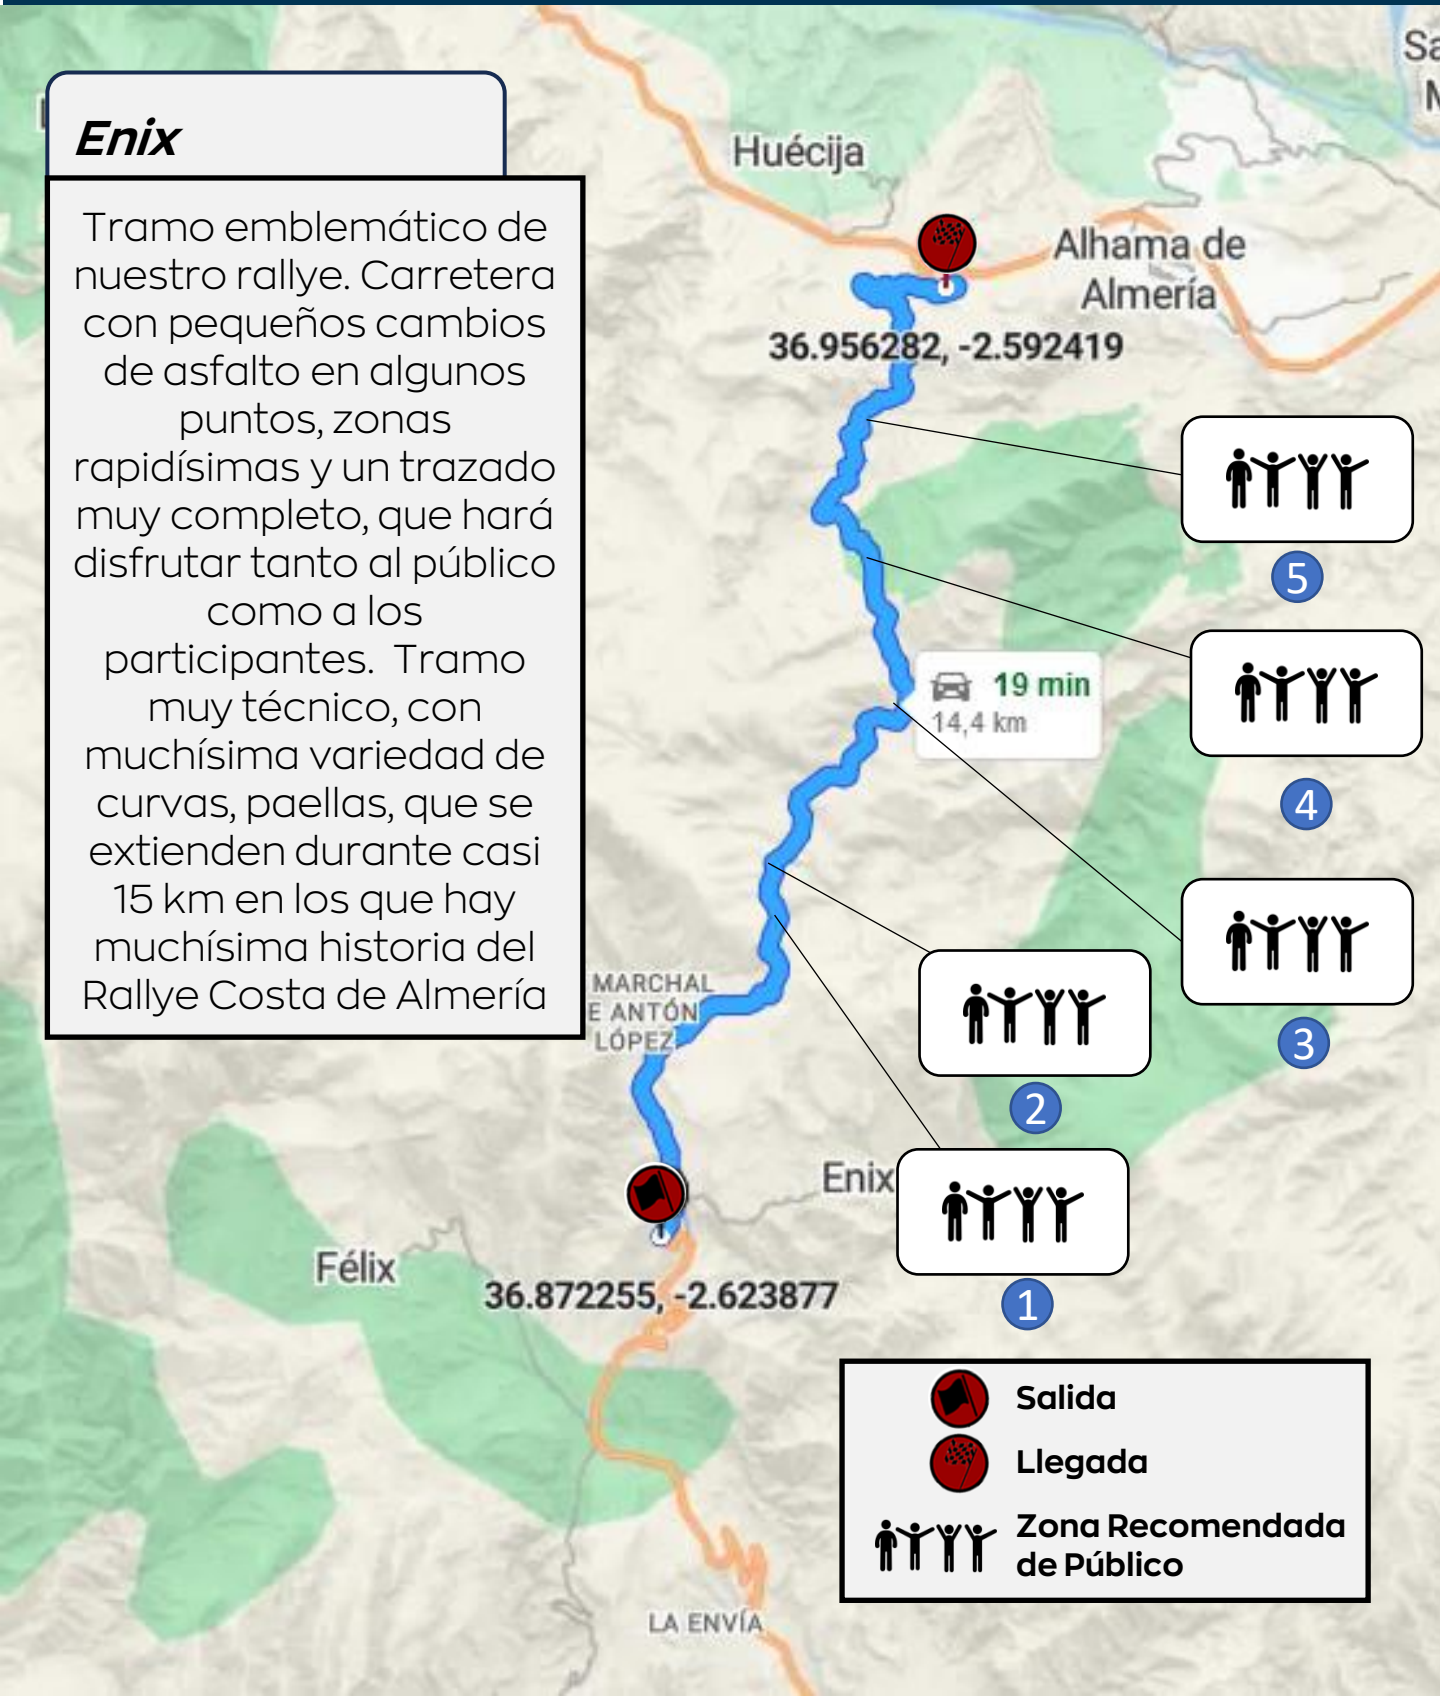 Enix
Tramo emblemático de
nuestro rallye. Carretera
con pequeños cambios
de asfalto en algunos
puntos, zonas
rapidísimas y un trazado
muy completo, que hará
disfrutar tanto al público
como a los
participantes.  Tramo
muy técnico, con
muchísima variedad de
curvas, paellas, que se
extienden durante casi
15 km en los que hay
muchísima historia del
Rallye Costa de Almería
Huécija
Alhama de
Almería
36.956282, -2.592419
5
4
19 min
14,4 km
3
MARCHAL
E ANTÓN
LÓPEZ
2
Enix
1
Félix
36.872255, -2.623877
Salida
Llegada
Zona Recomendada
de Público
LA ENVÍA